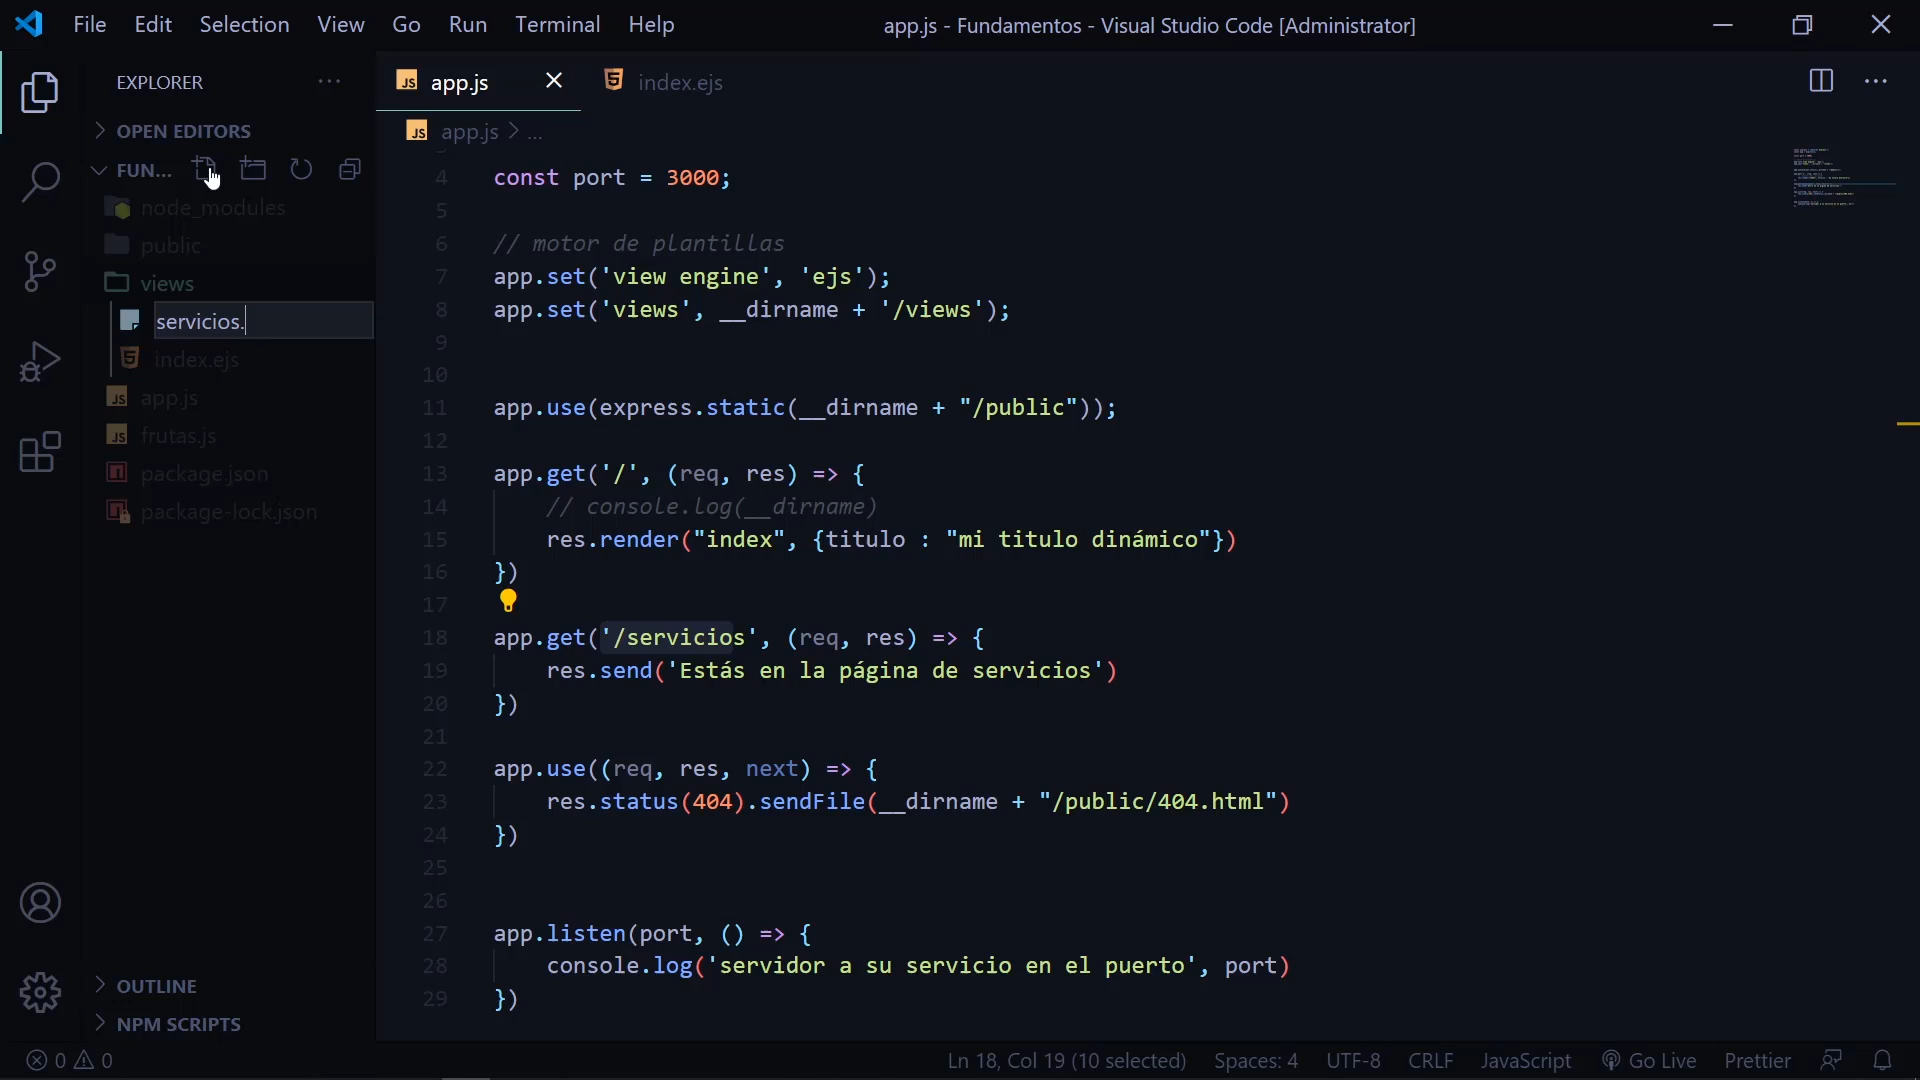 File Edit Selection View Go Run Terminal Help
app.js - Fundamentos - Visual Studio Code [Administrator]
EXPLORER
OPEN EDITORS
FUN...
node_modules
public
views
servicios.
index.ejs
app.js
frutas.js
package.json
package-lock.json
OUTLINE
NPM SCRIPTS
app.js
index.ejs
app.js > ...
4 const port = 3000;
5
6 // motor de plantillas
7 app.set('view engine', 'ejs');
8 app.set('views', __dirname + '/views');
9
10
11 app.use(express.static(__dirname + "/public"));
12
13 app.get('/', (req, res) => {
14 // console.log(__dirname)
15 res.render("index", {titulo : "mi titulo dinámico"})
16 })
17
18 app.get('/servicios', (req, res) => {
19 res.send('Estás en la página de servicios')
20 })
21
22 app.use((req, res, next) => {
23 res.status(404).sendFile(__dirname + "/public/404.html")
24 })
25
26
27 app.listen(port, () => {
28 console.log('servidor a su servicio en el puerto', port)
29 })
0 0
Ln 18, Col 19 (10 selected) Spaces: 4 UTF-8 CRLF JavaScript Go Live Prettier